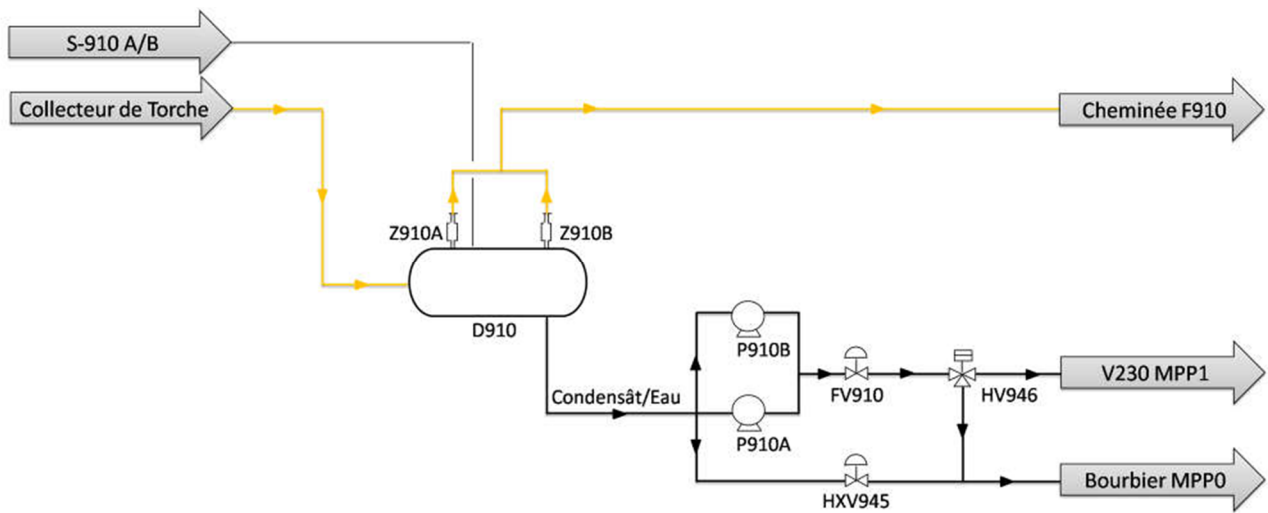 S-910 A/B
Collecteur de Torche
Cheminée F910
Z910A
Z910B
D910
P910B
Condensât/Eau
P910A
FV910
HV946
V230 MPP1
HXV945
Bourbier MPP0